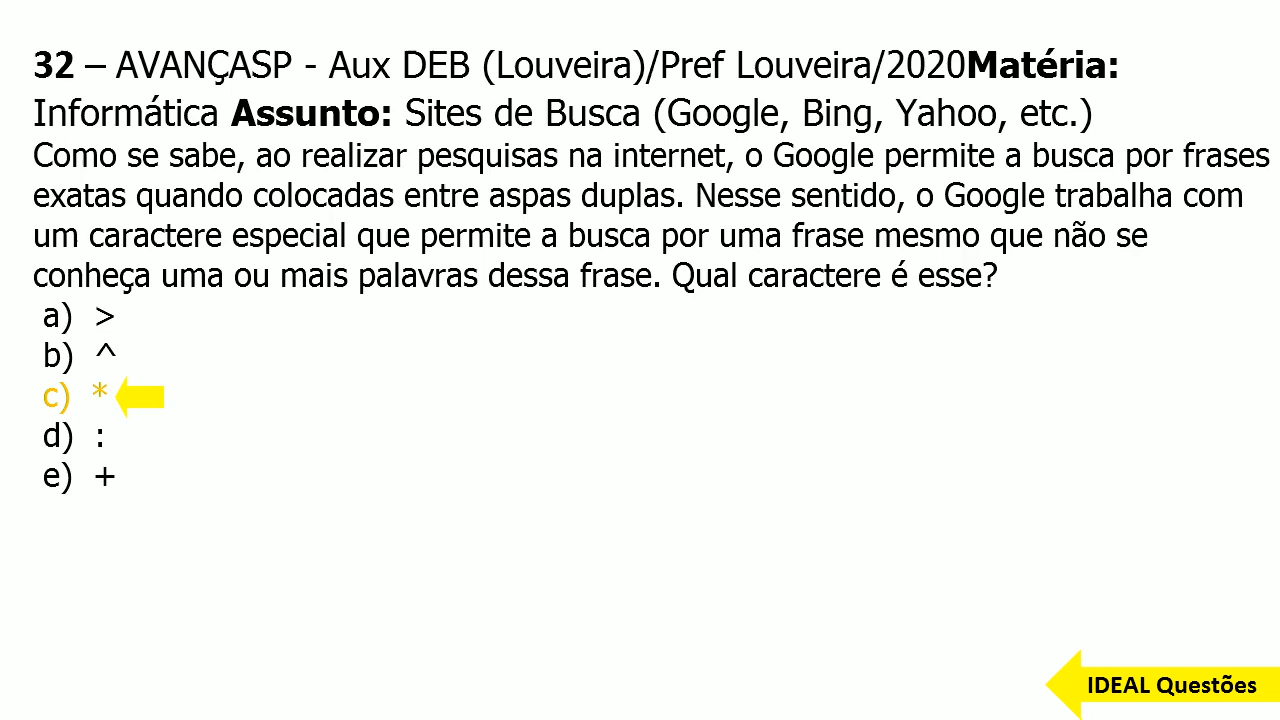 32 – AVANÇASP - Aux DEB (Louveira)/Pref Louveira/2020Matéria:
Informática Assunto: Sites de Busca (Google, Bing, Yahoo, etc.)
Como se sabe, ao realizar pesquisas na internet, o Google permite a busca por frases
exatas quando colocadas entre aspas duplas. Nesse sentido, o Google trabalha com
um caractere especial que permite a busca por uma frase mesmo que não se
conheça uma ou mais palavras dessa frase. Qual caractere é esse?
a) >
b) ^
c) *
d) :
e) +
IDEAL Questões